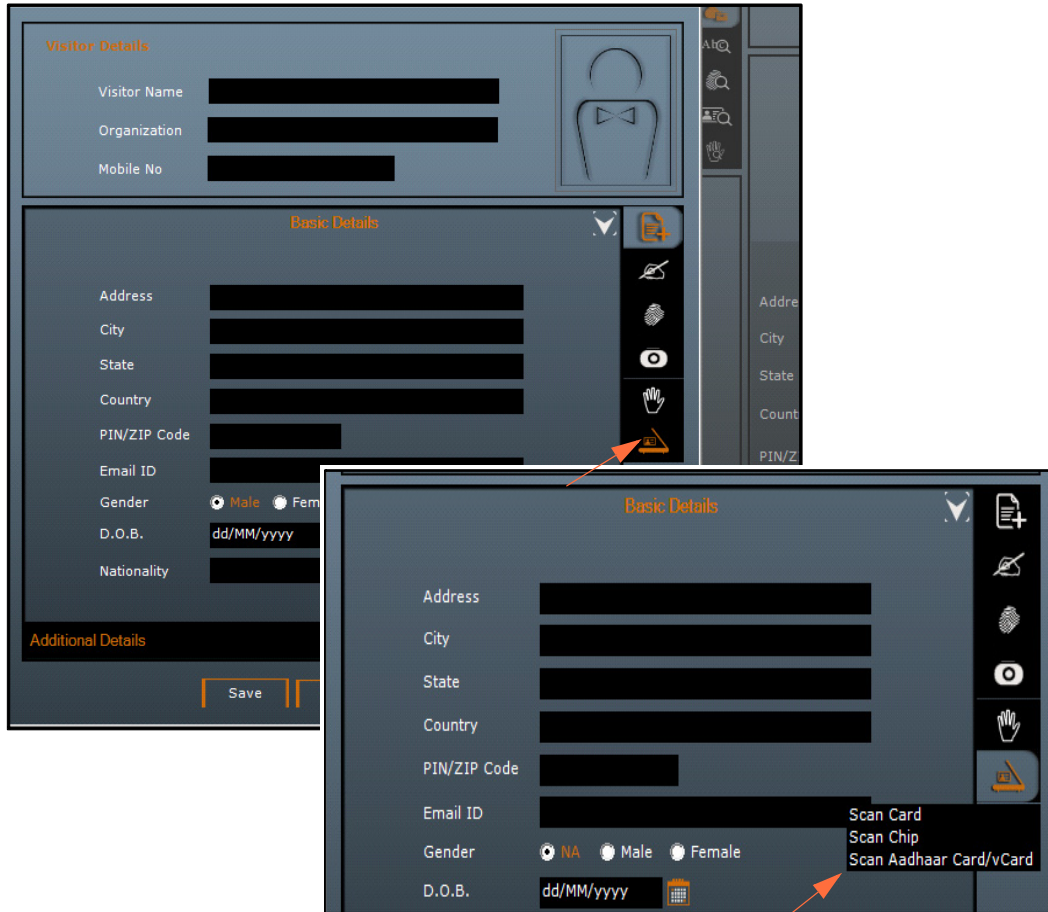 Visitor Details
Visitor Name
Organization
Mobile No
Basic Details
Address
City
State
Country
PIN/ZIP Code
Email ID
Gender Male Fem
D.O.B. dd/MM/yyyy
Nationality
Additional Details
Save
Abc
Addre
City
State
Count
PIN/Z
Basic Details
Address
City
State
Country
PIN/ZIP Code
Email ID
Gender NA Male Female
D.O.B. dd/MM/yyyy
Scan Card
Scan Chip
Scan Aadhaar Card/vCard